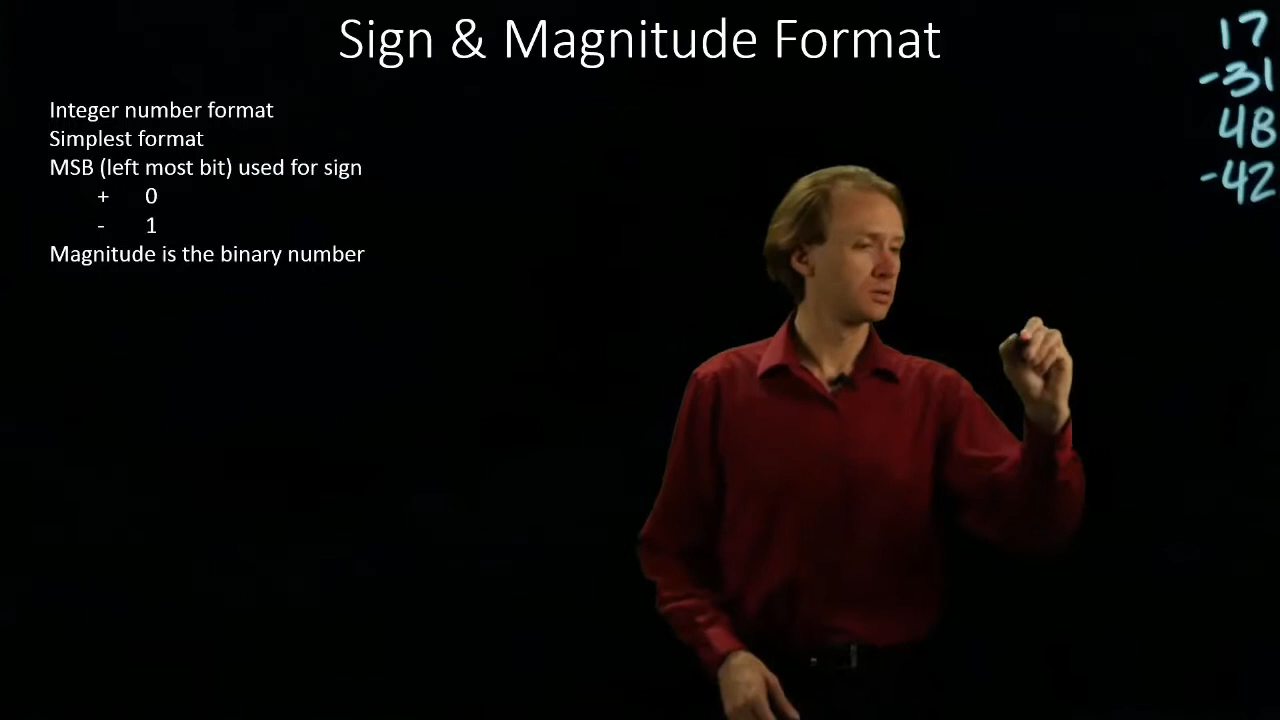 Sign & Magnitude Format
Integer number format
Simplest format
MSB (left most bit) used for sign
+ 0
- 1
Magnitude is the binary number
17
-31
48
-42